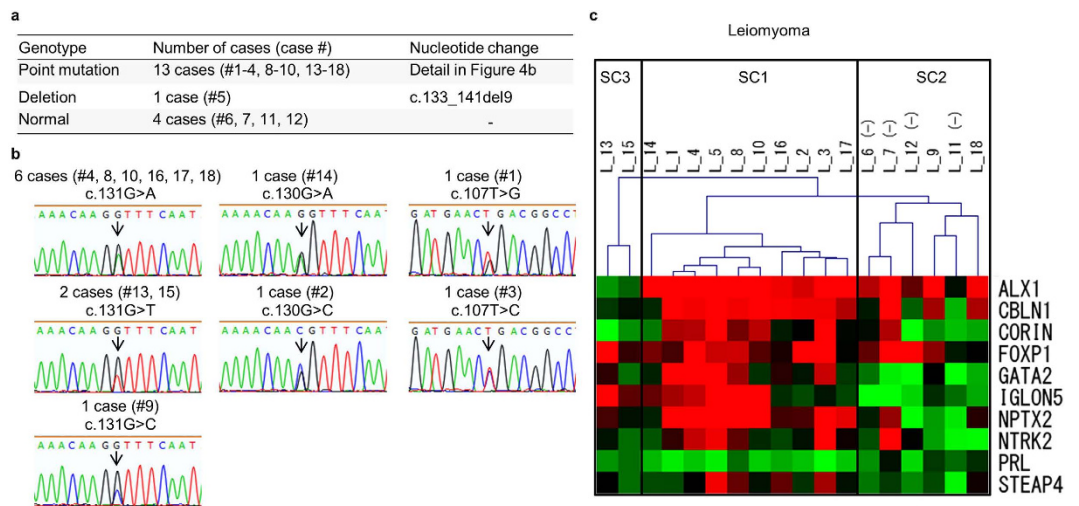 a
Genotype Number of cases (case #) Nucleotide change
Point mutation 13 cases (#1-4, 8-10, 13-18) Detail in Figure 4b
Deletion 1 case (#5) c.133_141del9
Normal 4 cases (#6, 7, 11, 12) -
b
6 cases (#4, 8, 10, 16, 17, 18) 1 case (#14) 1 case (#1)
c.131G>A c.130G>A c.107T>G
AAACAAGGTTTCAAT AAAACAAGGTTTCAAT GATGAACTGACGGCCT
2 cases (#13, 15) 1 case (#2) 1 case (#3)
c.131G>T c.130G>C c.107T>C
AAACAAGGTTTCAAT AAAACAACGTTTCAAT GATGAACTGACGGCC
1 case (#9)
c.131G>C
AAACAAGGTTTCAAT
c
Leiomyoma
SC3 SC1 SC2
(-) (-) (-) (-)
L_13 L_15 L_14 L_1 L_4 L_5 L_8 L_10 L_16 L_2 L_3 L_17 L_6 L_7 L_12 L_9 L_11 L_18
ALX1
CBLN1
CORIN
FOXP1
GATA2
IGLON5
NPTX2
NTRK2
PRL
STEAP4